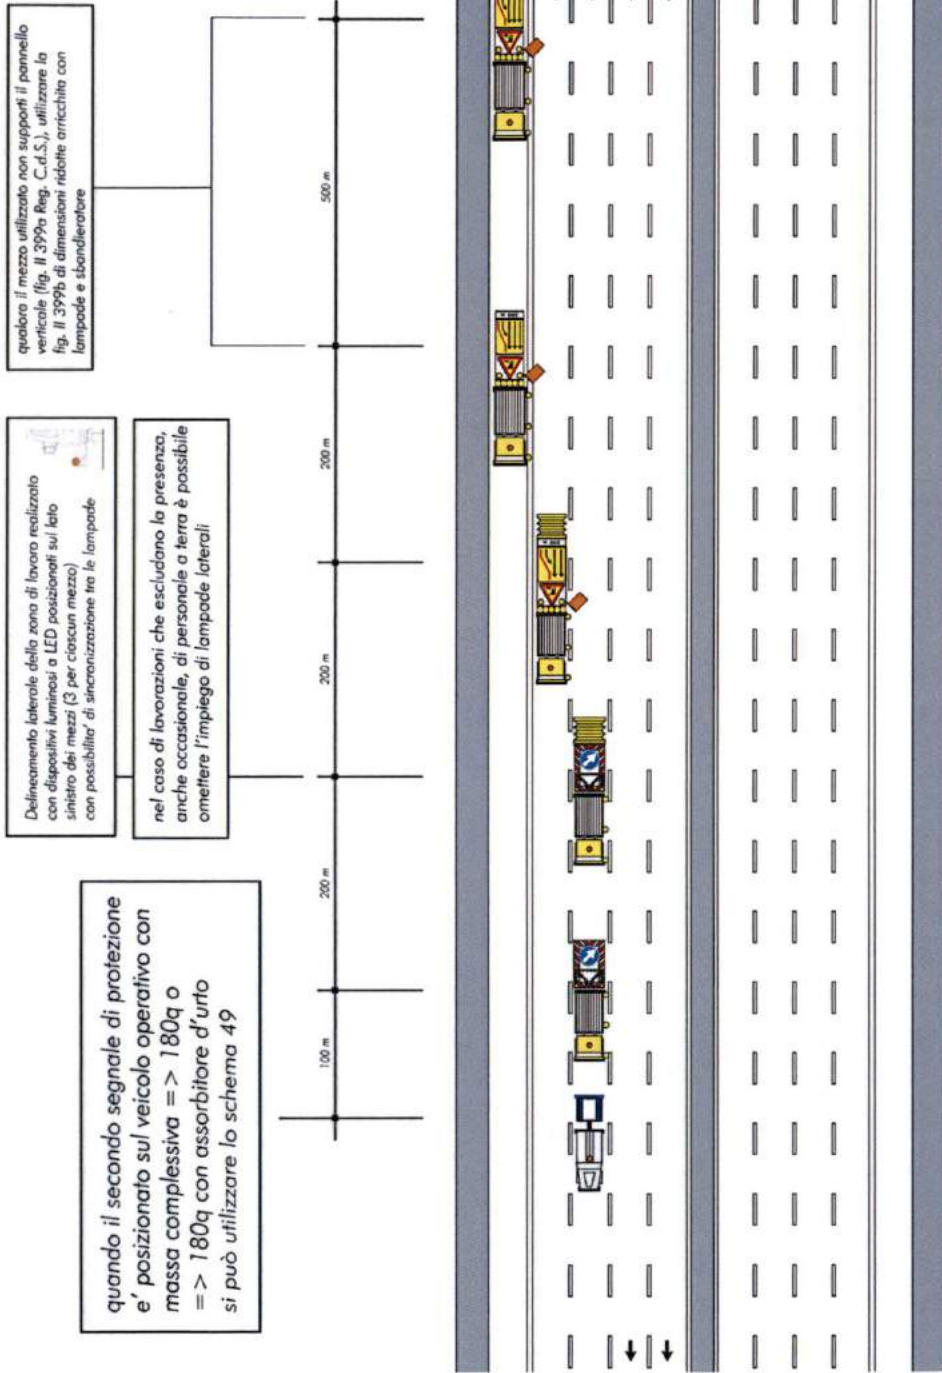 qualora il mezzo utilizzato non supporti il pannello
verticale (fig. II 399a Reg. C.d.S.), utilizzare la
fig. II 399b di dimensioni ridotte arricchita con
lampade e sbandieratore
Delineamento laterale della zona di lavoro realizzato
con dispositivi luminosi a LED posizionati sul lato
sinistro dei mezzi (3 per ciascun mezzo)
con possibilita' di sincronizzazione tra le lampade
nel caso di lavorazioni che escludano la presenza,
anche occasionale, di personale a terra è possibile
omettere l'impiego di lampade laterali
quando il secondo segnale di protezione
e' posizionato sul veicolo operativo con
massa complessiva = > 180q o
= > 180q con assorbitore d'urto
si può utilizzare lo schema 49
100 m
200 m
200 m
200 m
500 m